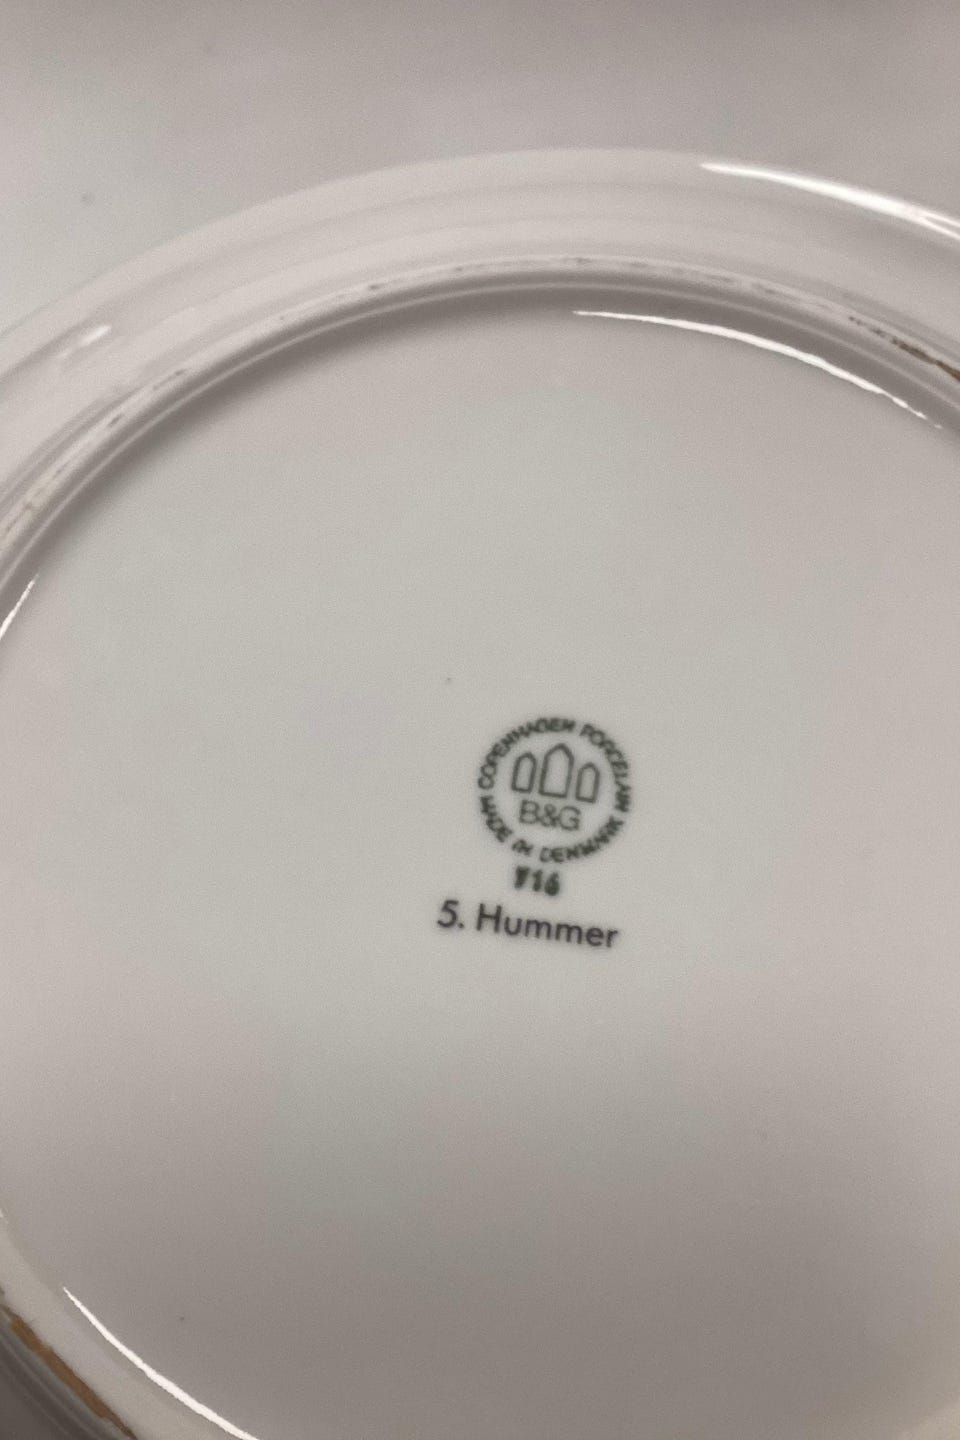 COPENHAGEN PORCELAIN
B&G
MADE IN DENMARK
716
5. Hummer